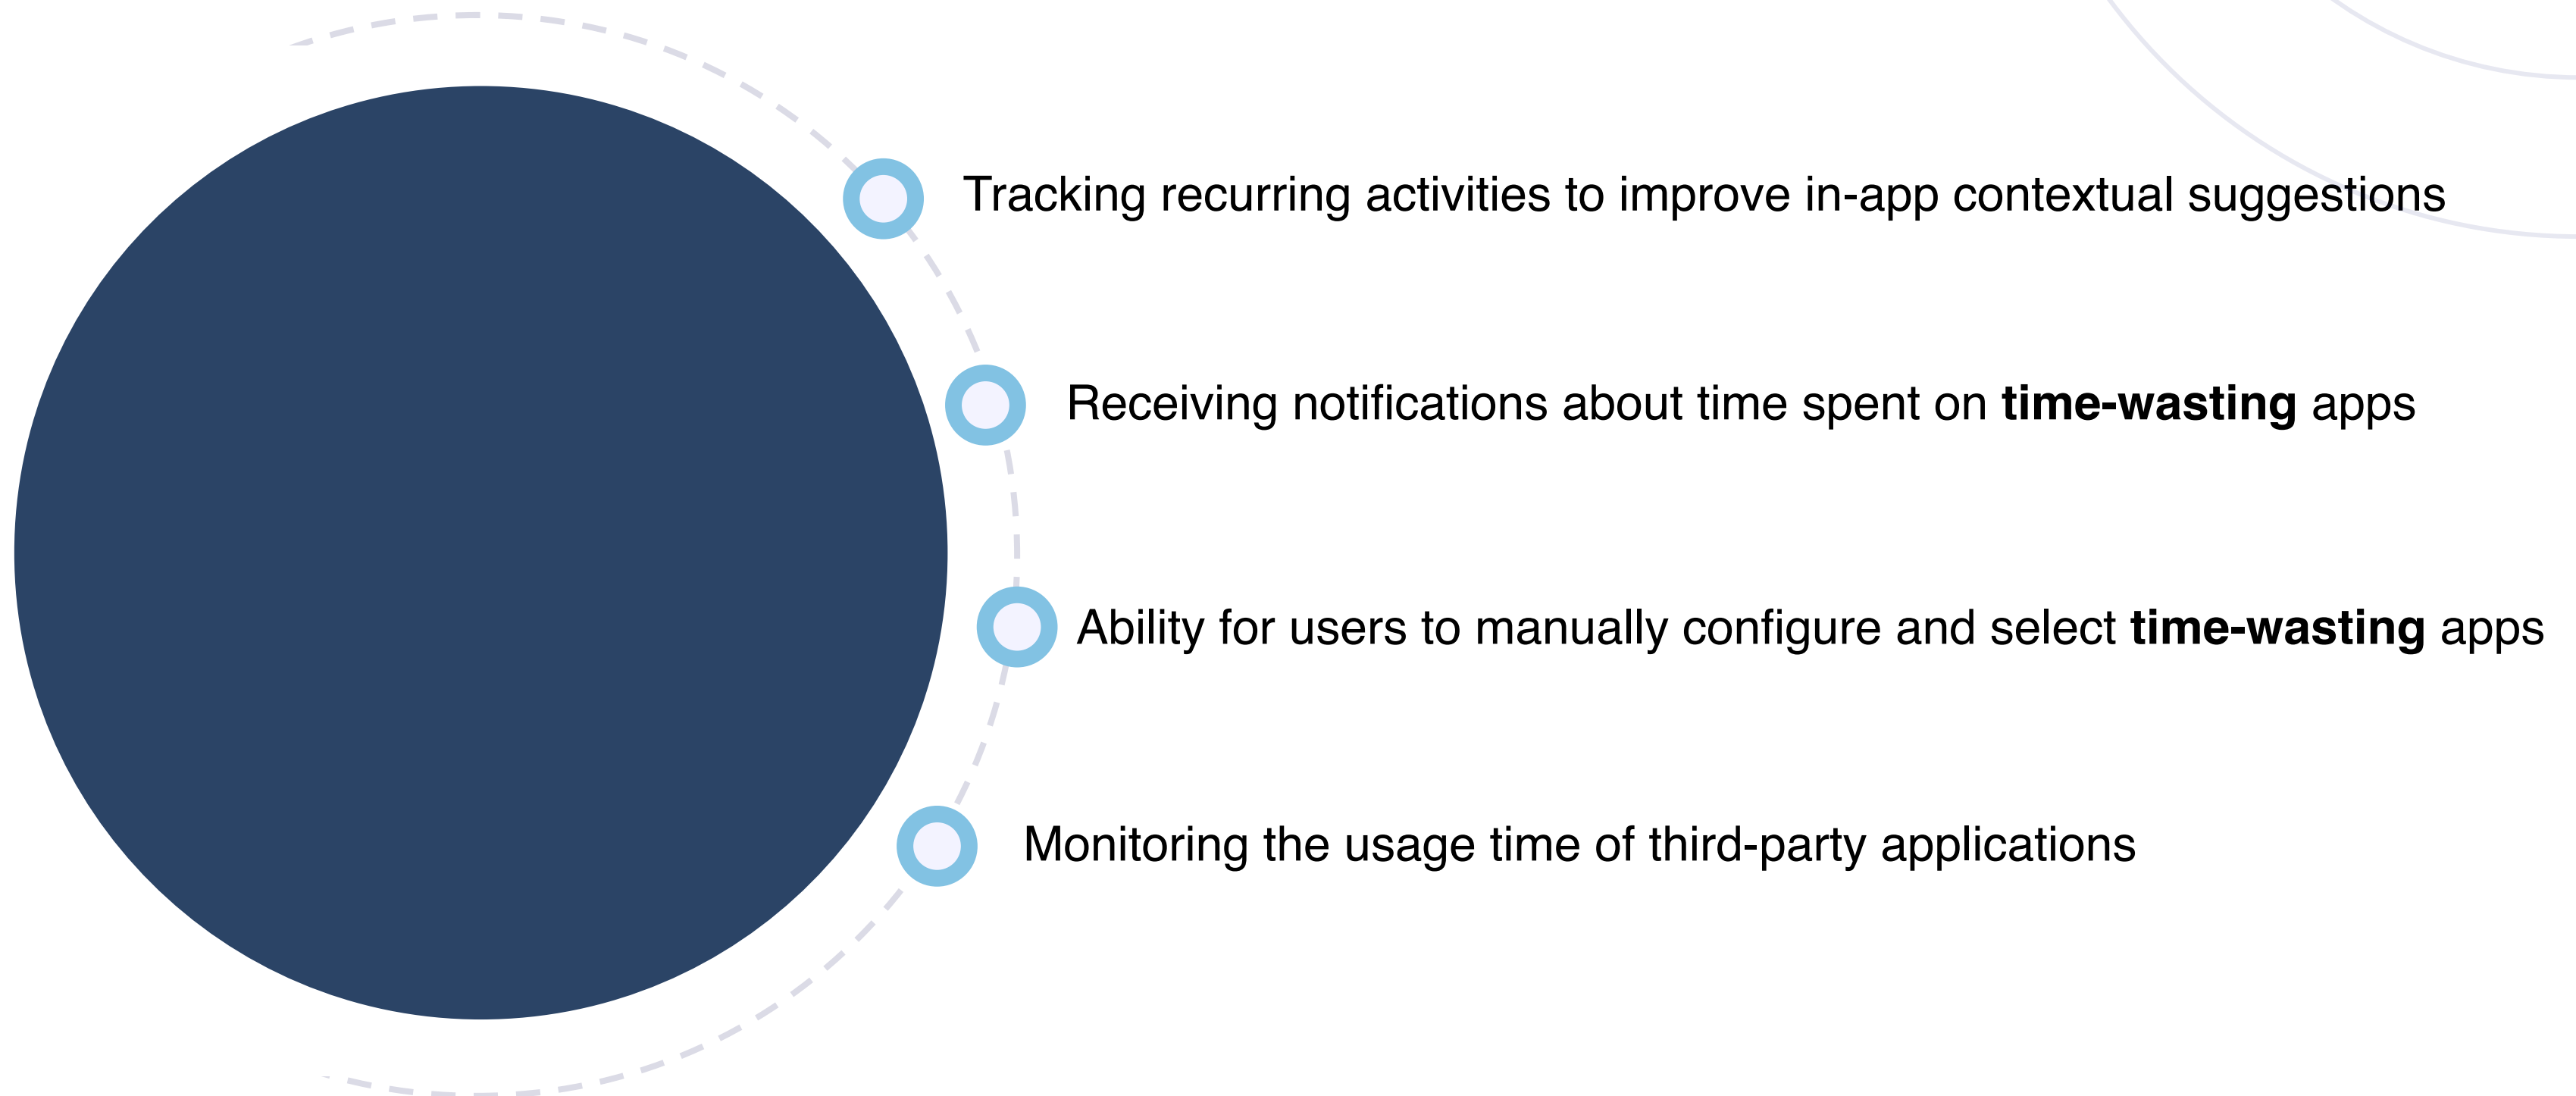 Tracking recurring activities to improve in-app contextual suggestions
Receiving notifications about time spent on time-wasting apps
Ability for users to manually configure and select time-wasting apps
Monitoring the usage time of third-party applications